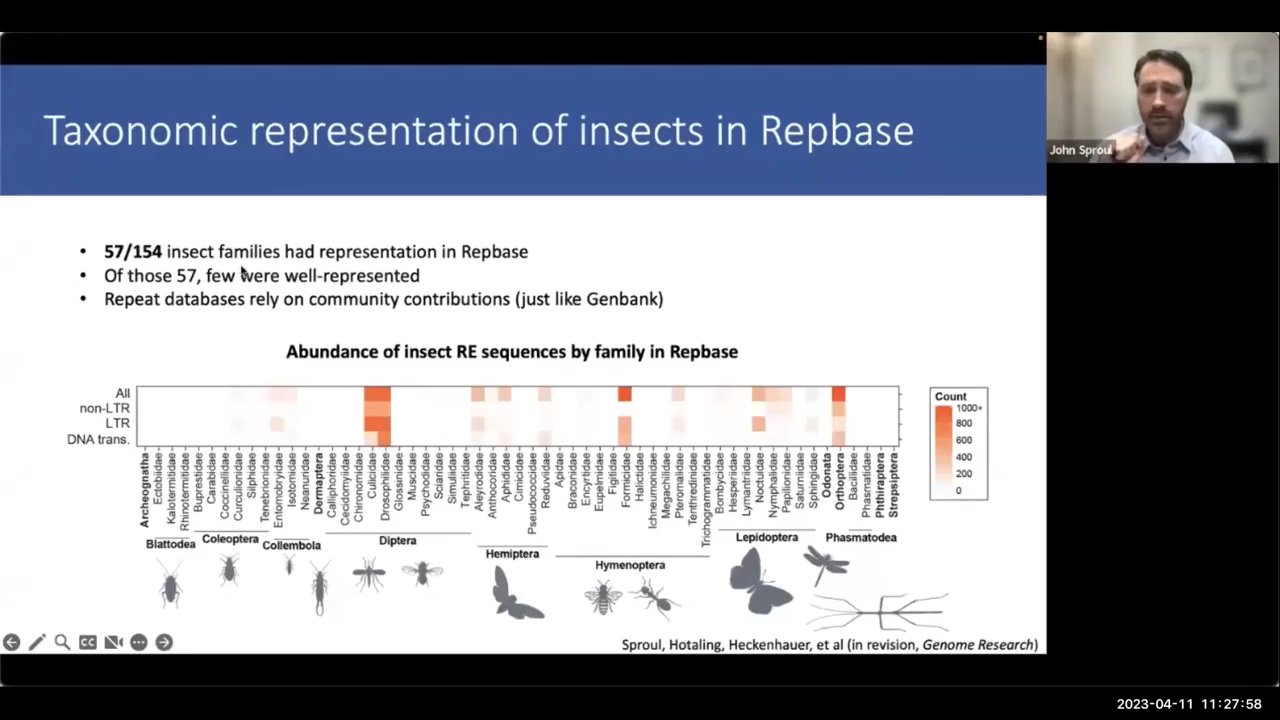 Taxonomic representation of insects in Repbase
John Sproul
• 57/154 insect families had representation in Repbase
• Of those 57, few were well-represented
• Repeat databases rely on community contributions (just like Genbank)
Abundance of insect RE sequences by family in Repbase
All
non-LTR
LTR
DNA trans.
Count
1000+
800
600
400
200
0
Archeognatha
Ectobiidae
Kalotermitidae
Rhinotermitidae
Buprestidae
Carabidae
Coccinellidae
Curculionidae
Silphidae
Tenebrionidae
Entomobryidae
Isotomidae
Neanuridae
Dermaptera
Calliphoridae
Cecidomyiidae
Chironomidae
Culicidae
Drosophilidae
Glossinidae
Muscidae
Psychodidae
Sciaridae
Simuliidae
Tephritidae
Aleyrodidae
Anthocoridae
Aphididae
Cimicidae
Pseudococcidae
Reduviidae
Apidae
Braconidae
Encyrtidae
Eupelmidae
Figitidae
Formicidae
Halictidae
Ichneumonidae
Megachilidae
Pteromalidae
Tenthredinidae
Trichogrammatidae
Bombycidae
Hesperiidae
Lymantriidae
Noctuidae
Nymphalidae
Papilionidae
Saturniidae
Sphingidae
Odonata
Orthoptera
Bacillidae
Phasmatidae
Phthiraptera
Strepsiptera
Blattodea
Coleoptera
Collembola
Diptera
Hemiptera
Hymenoptera
Lepidoptera
Phasmatodea
CC
Sproul, Hotaling, Heckenhauer, et al (in revision, Genome Research)
2023-04-11 11:27:58